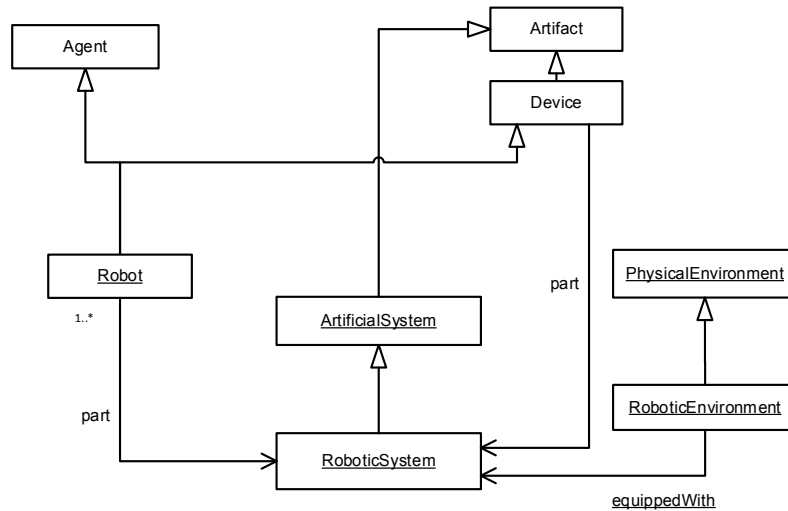 Artifact
Agent
Device
Robot
PhysicalEnvironment
part
1..*
ArtificialSystem
RoboticEnvironment
part
RoboticSystem
equippedWith